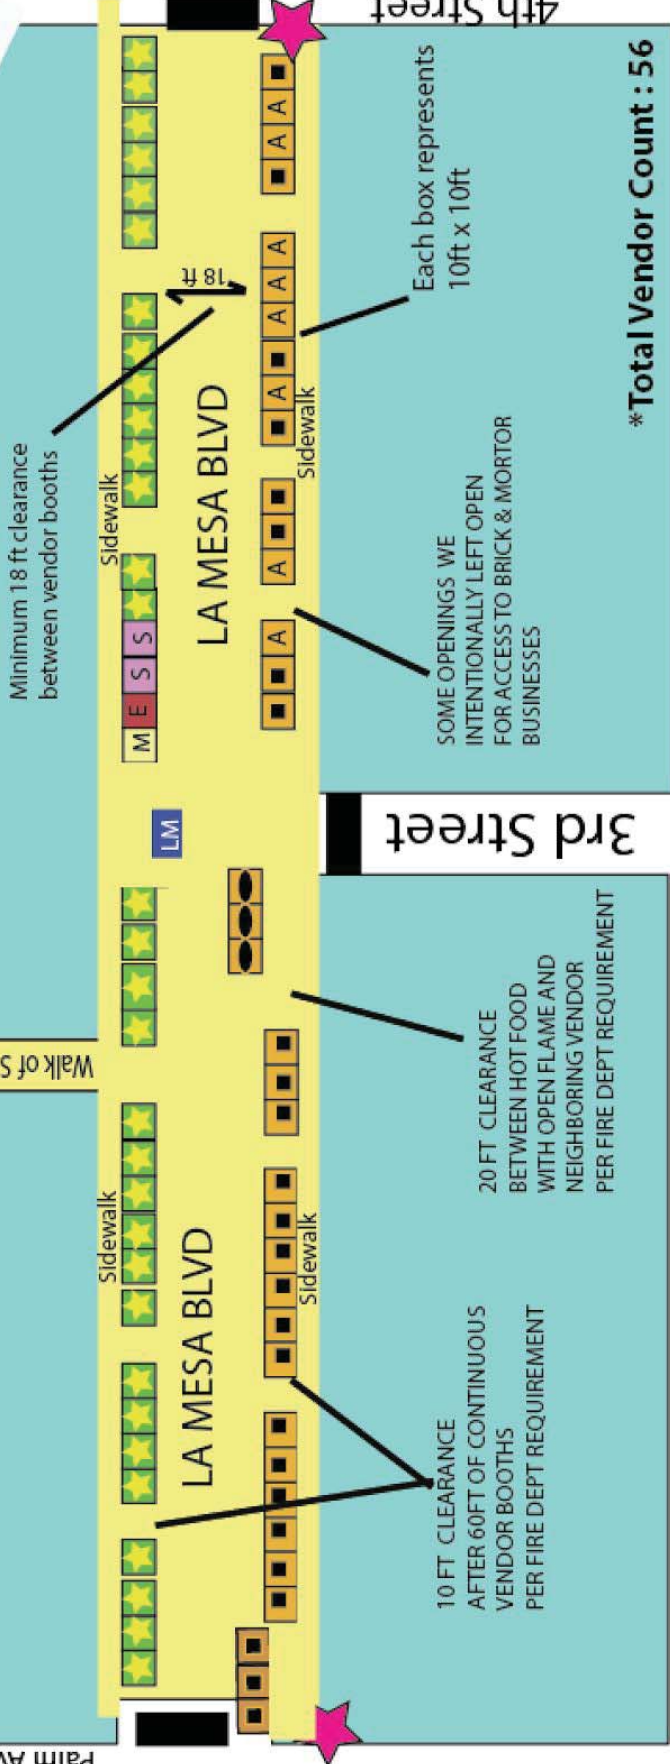 4th Street
*Total Vendor Count : 56
Each box represents
10ft x 10ft
A
A
A
A
A
A
18 ft
Minimum 18 ft clearance
between vendor booths
Sidewalk
LA MESA BLVD
Sidewalk
A
A
SOME OPENINGS WE
INTENTIONALLY LEFT OPEN
FOR ACCESS TO BRICK & MORTOR
BUSINESSES
M E S S
LM
3rd Street
Walk of S
20 FT CLEARANCE
BETWEEN HOT FOOD
WITH OPEN FLAME AND
NEIGHBORING VENDOR
PER FIRE DEPT REQUIREMENT
Sidewalk
LA MESA BLVD
Sidewalk
10 FT CLEARANCE
AFTER 60FT OF CONTINUOUS
VENDOR BOOTHS
PER FIRE DEPT REQUIREMENT
Palm Av